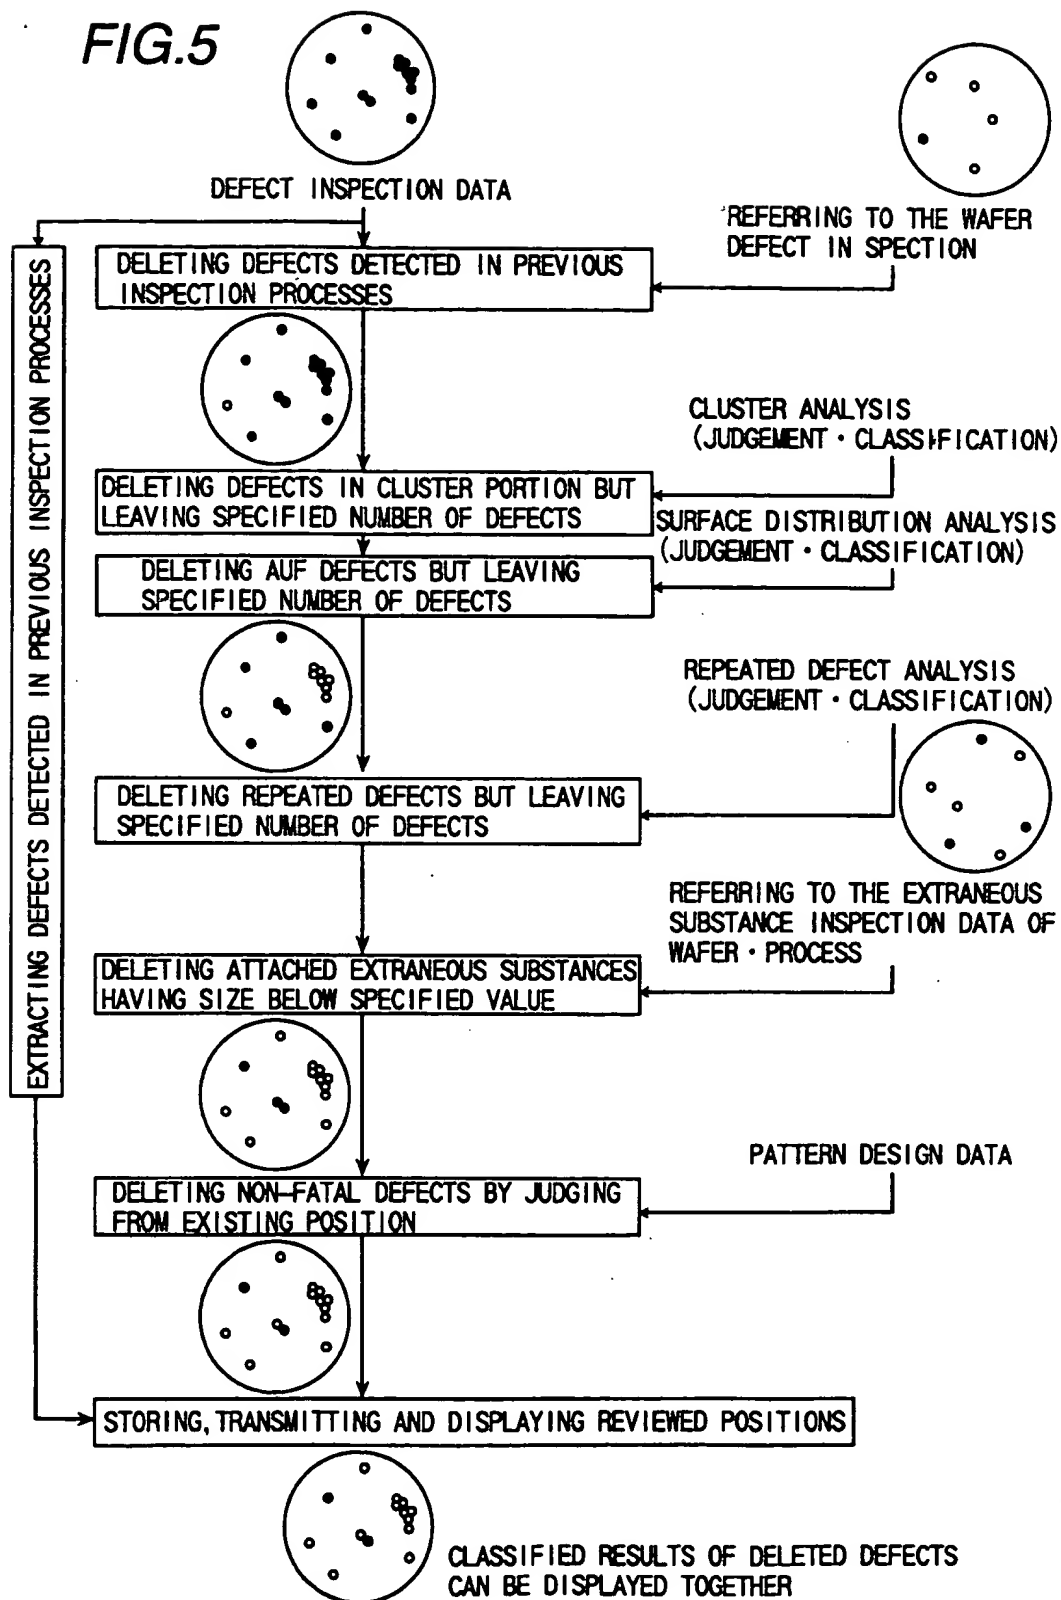 FIG.5
DEFECT INSPECTION DATA
REFERRING TO THE WAFER
DEFECT IN SPECTION
EXTRACTING DEFECTS DETECTED IN PREVIOUS INSPECTION PROCESSES
DELETING DEFECTS DETECTED IN PREVIOUS
INSPECTION PROCESSES
CLUSTER ANALYSIS
(JUDGEMENT・CLASSIFICATION)
DELETING DEFECTS IN CLUSTER PORTION BUT
LEAVING SPECIFIED NUMBER OF DEFECTS
SURFACE DISTRIBUTION ANALYSIS
(JUDGEMENT・CLASSIFICATION)
DELETING AUF DEFECTS BUT LEAVING
SPECIFIED NUMBER OF DEFECTS
REPEATED DEFECT ANALYSIS
(JUDGEMENT・CLASSIFICATION)
DELETING REPEATED DEFECTS BUT LEAVING
SPECIFIED NUMBER OF DEFECTS
REFERRING TO THE EXTRANEOUS
SUBSTANCE INSPECTION DATA OF
WAFER・PROCESS
DELETING ATTACHED EXTRANEOUS SUBSTANCES
HAVING SIZE BELOW SPECIFIED VALUE
PATTERN DESIGN DATA
DELETING NON-FATAL DEFECTS BY JUDGING
FROM EXISTING POSITION
STORING, TRANSMITTING AND DISPLAYING REVIEWED POSITIONS
CLASSIFIED RESULTS OF DELETED DEFECTS
CAN BE DISPLAYED TOGETHER